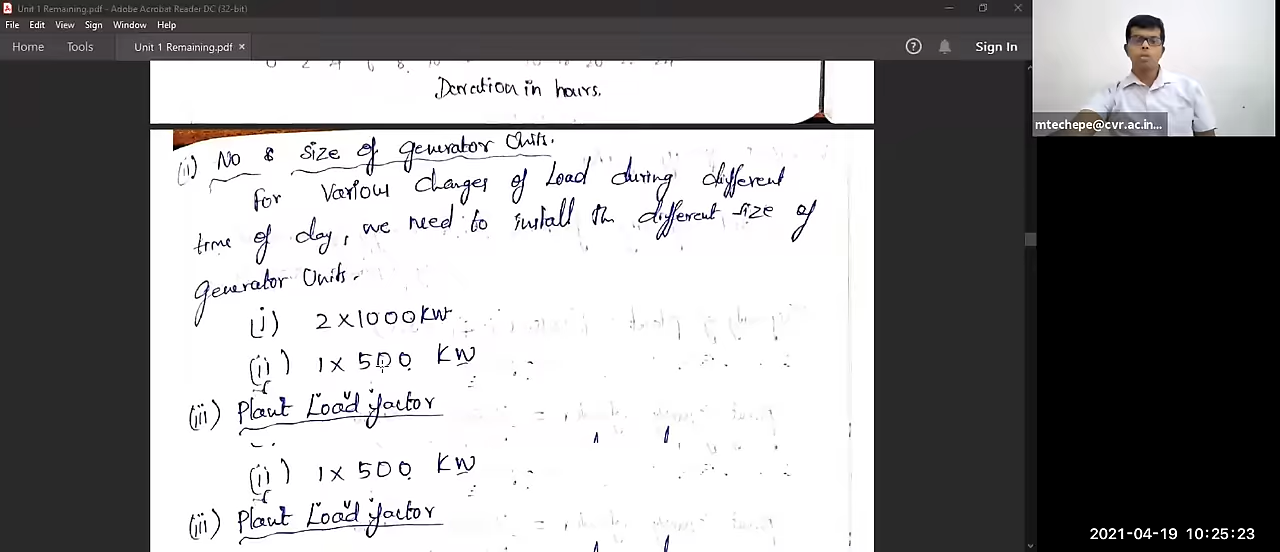 Unit 1 Remaining.pdf - Adobe Acrobat Reader DC (32-bit)
File Edit View Sign Window Help
Home Tools Unit 1 Remaining.pdf × Sign In
mtechepe@cvr.ac.in...
Duration in hours.
(ii) No & size of generator Units.
For various changes of Load during different
time of day, we need to install the different size of
generator Units.
(i) 2 x 1000 KW
(ii) 1 x 500 KW
(iii) Plant Load factor
(ii) 1 x 500 KW
(iii) Plant Load factor
2021-04-19 10:25:23